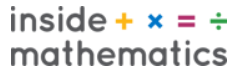 inside + × = ÷
mathematics